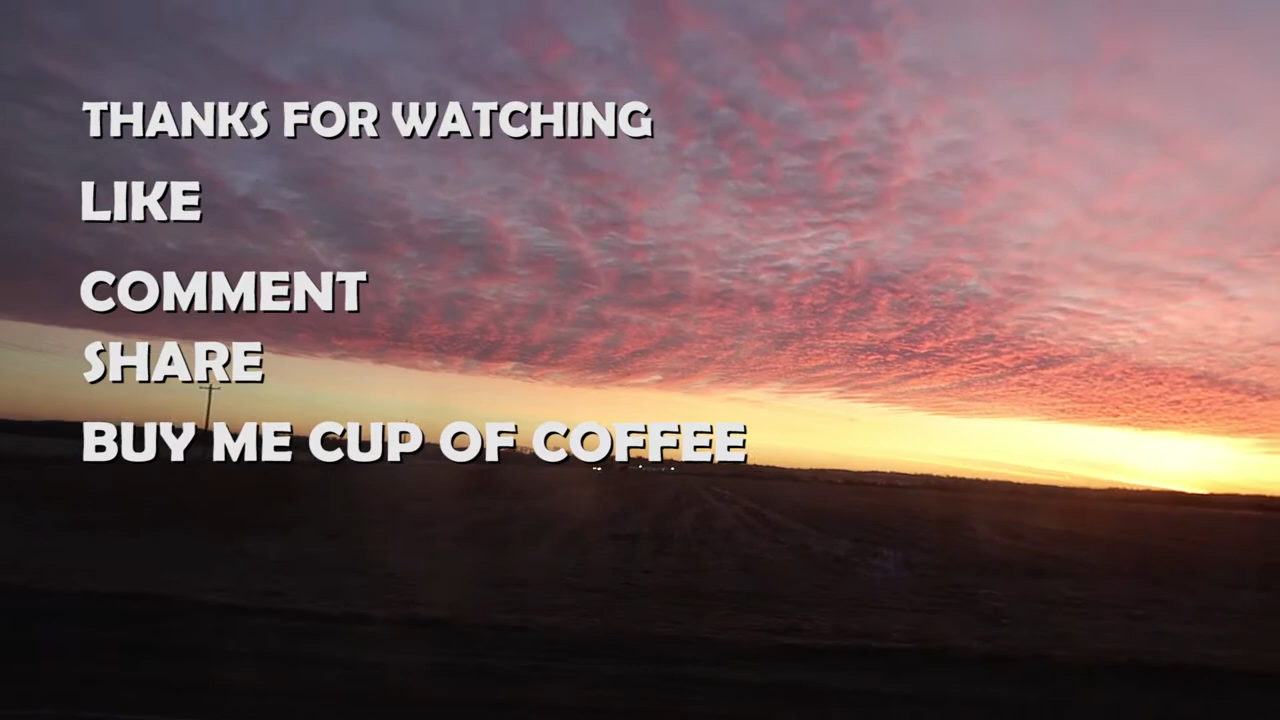 THANKS FOR WATCHING
LIKE
COMMENT
SHARE
BUY ME CUP OF COFFEE